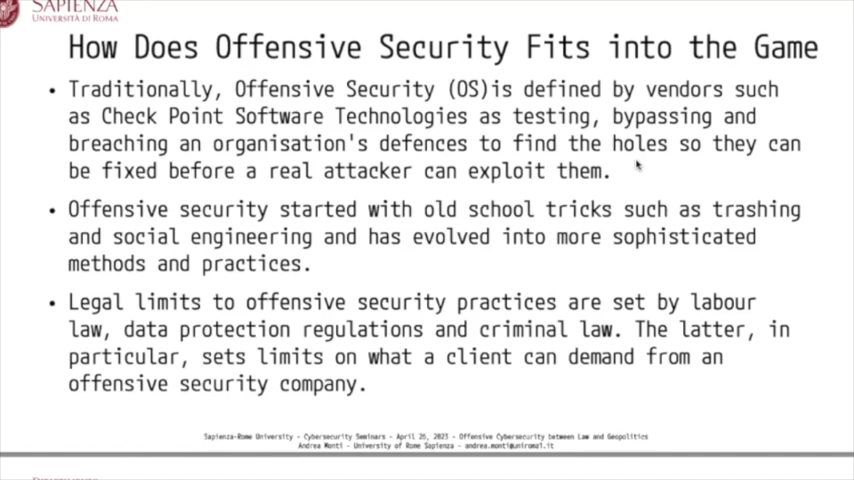 SAPIENZA
UNIVERSITÀ DI ROMA
How Does Offensive Security Fits into the Game
• Traditionally, Offensive Security (OS)is defined by vendors such
as Check Point Software Technologies as testing, bypassing and
breaching an organisation's defences to find the holes so they can
be fixed before a real attacker can exploit them.
• Offensive security started with old school tricks such as trashing
and social engineering and has evolved into more sophisticated
methods and practices.
• Legal limits to offensive security practices are set by labour
law, data protection regulations and criminal law. The latter, in
particular, sets limits on what a client can demand from an
offensive security company.
Sapienza-Rome University - Cybersecurity Seminars - April 26, 2023 - Offensive Cybersecurity between Law and Geopolitics
Andrea Monti - University of Rome Sapienza - andrea.monti@uniroma1.it